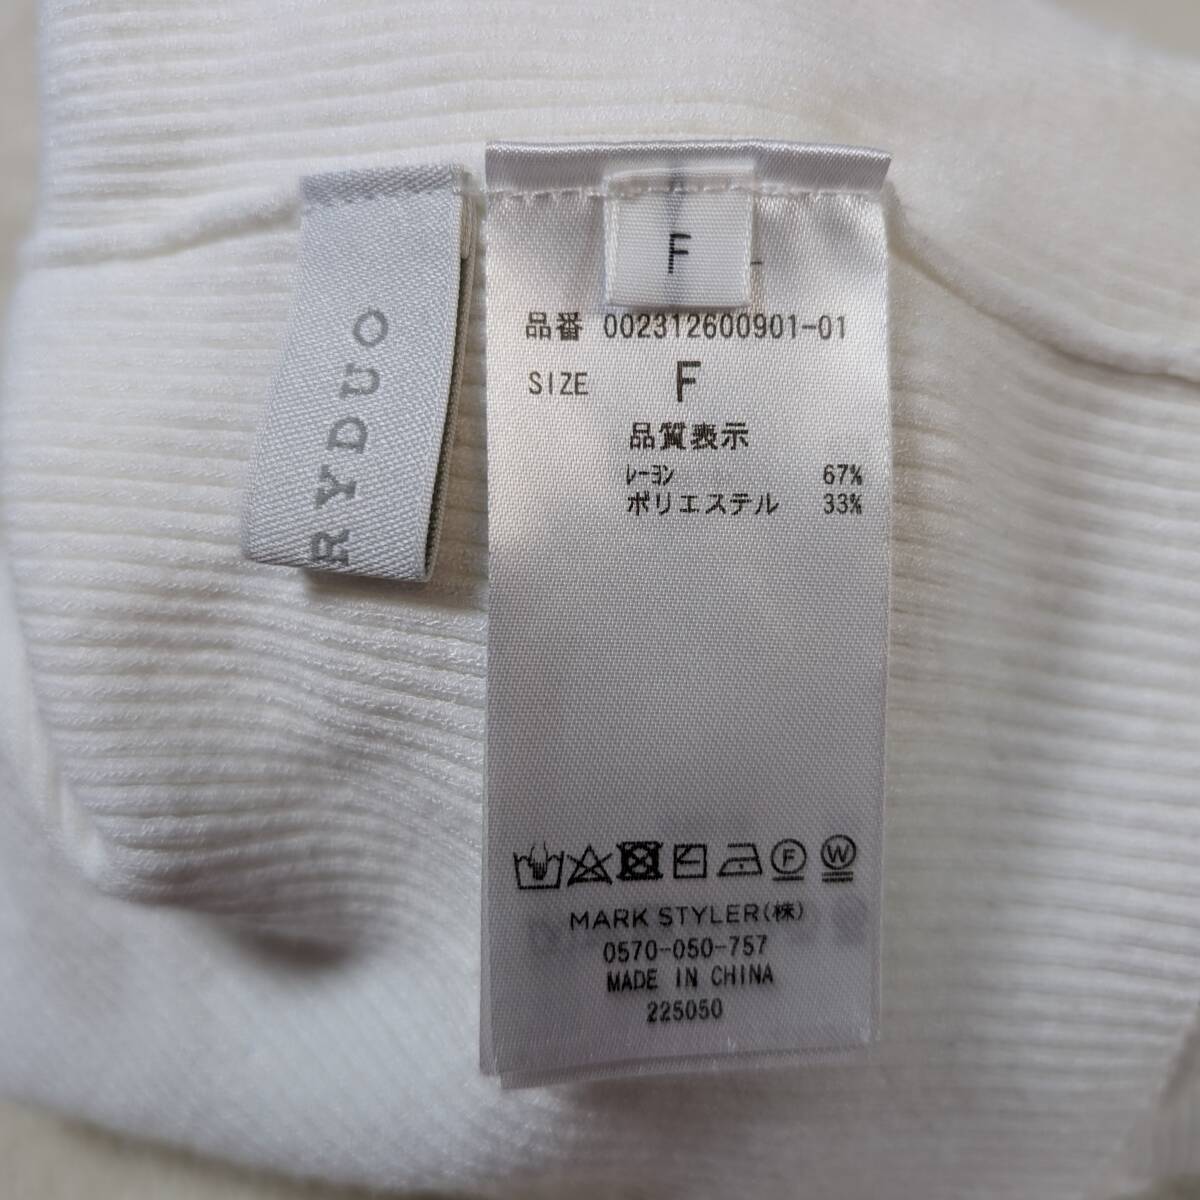 RYDUO
F
品番 002312600901-01
SIZE F
品質表示
ﾚｰﾖﾝ 67%
ポリエステル 33%
F W
MARK STYLER(株)
0570-050-757
MADE IN CHINA
225050